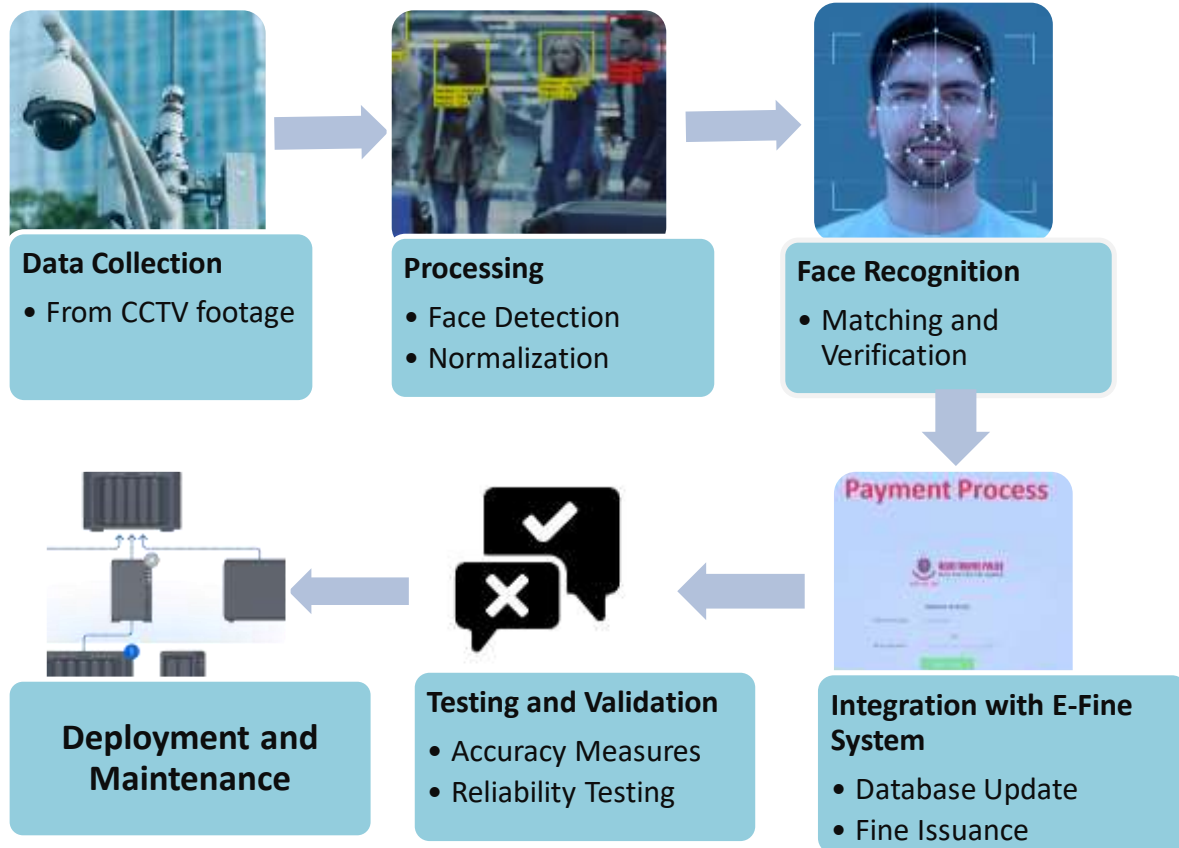 Data Collection
• From CCTV footage
Processing
• Face Detection
• Normalization
Face Recognition
• Matching and
Verification
Payment Process
Integration with E-Fine
System
• Database Update
• Fine Issuance
Testing and Validation
• Accuracy Measures
• Reliability Testing
Deployment and
Maintenance